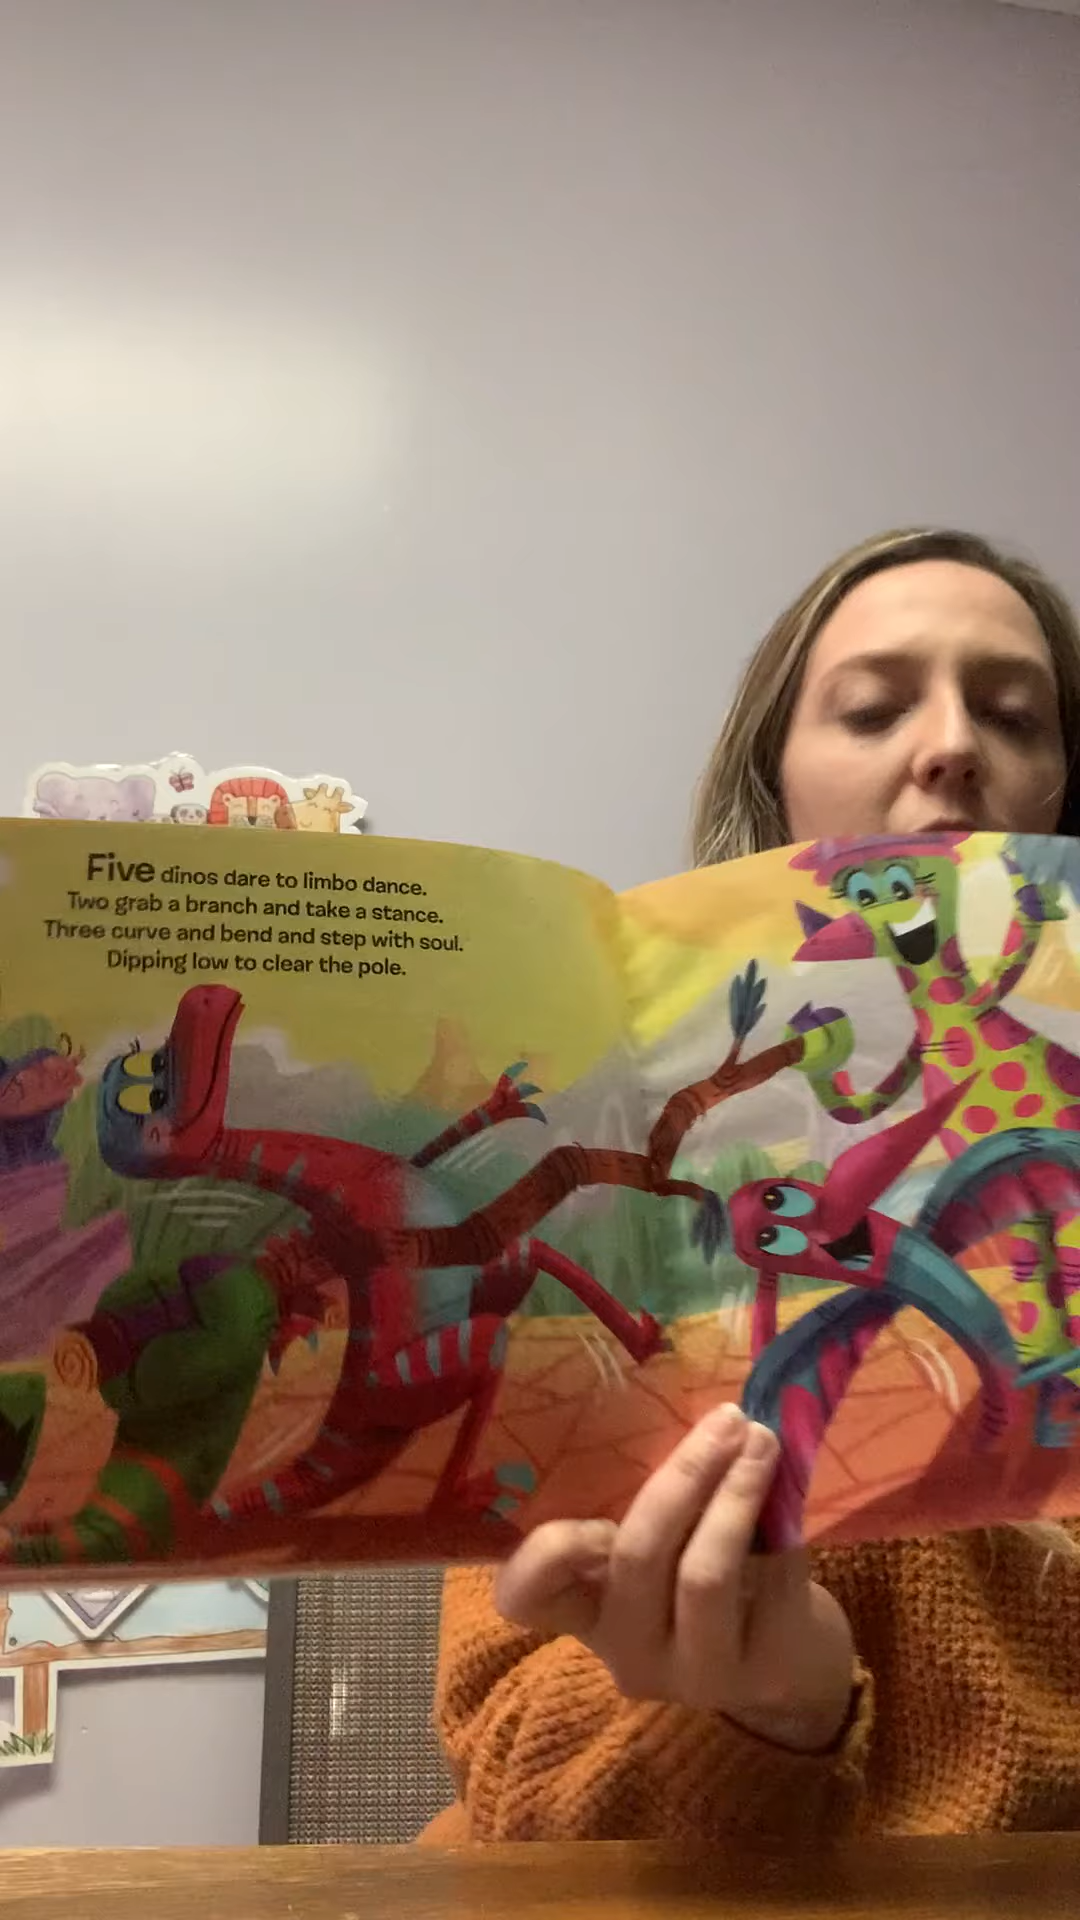 Five dinos dare to limbo dance.
Two grab a branch and take a stance.
Three curve and bend and step with soul.
Dipping low to clear the pole.